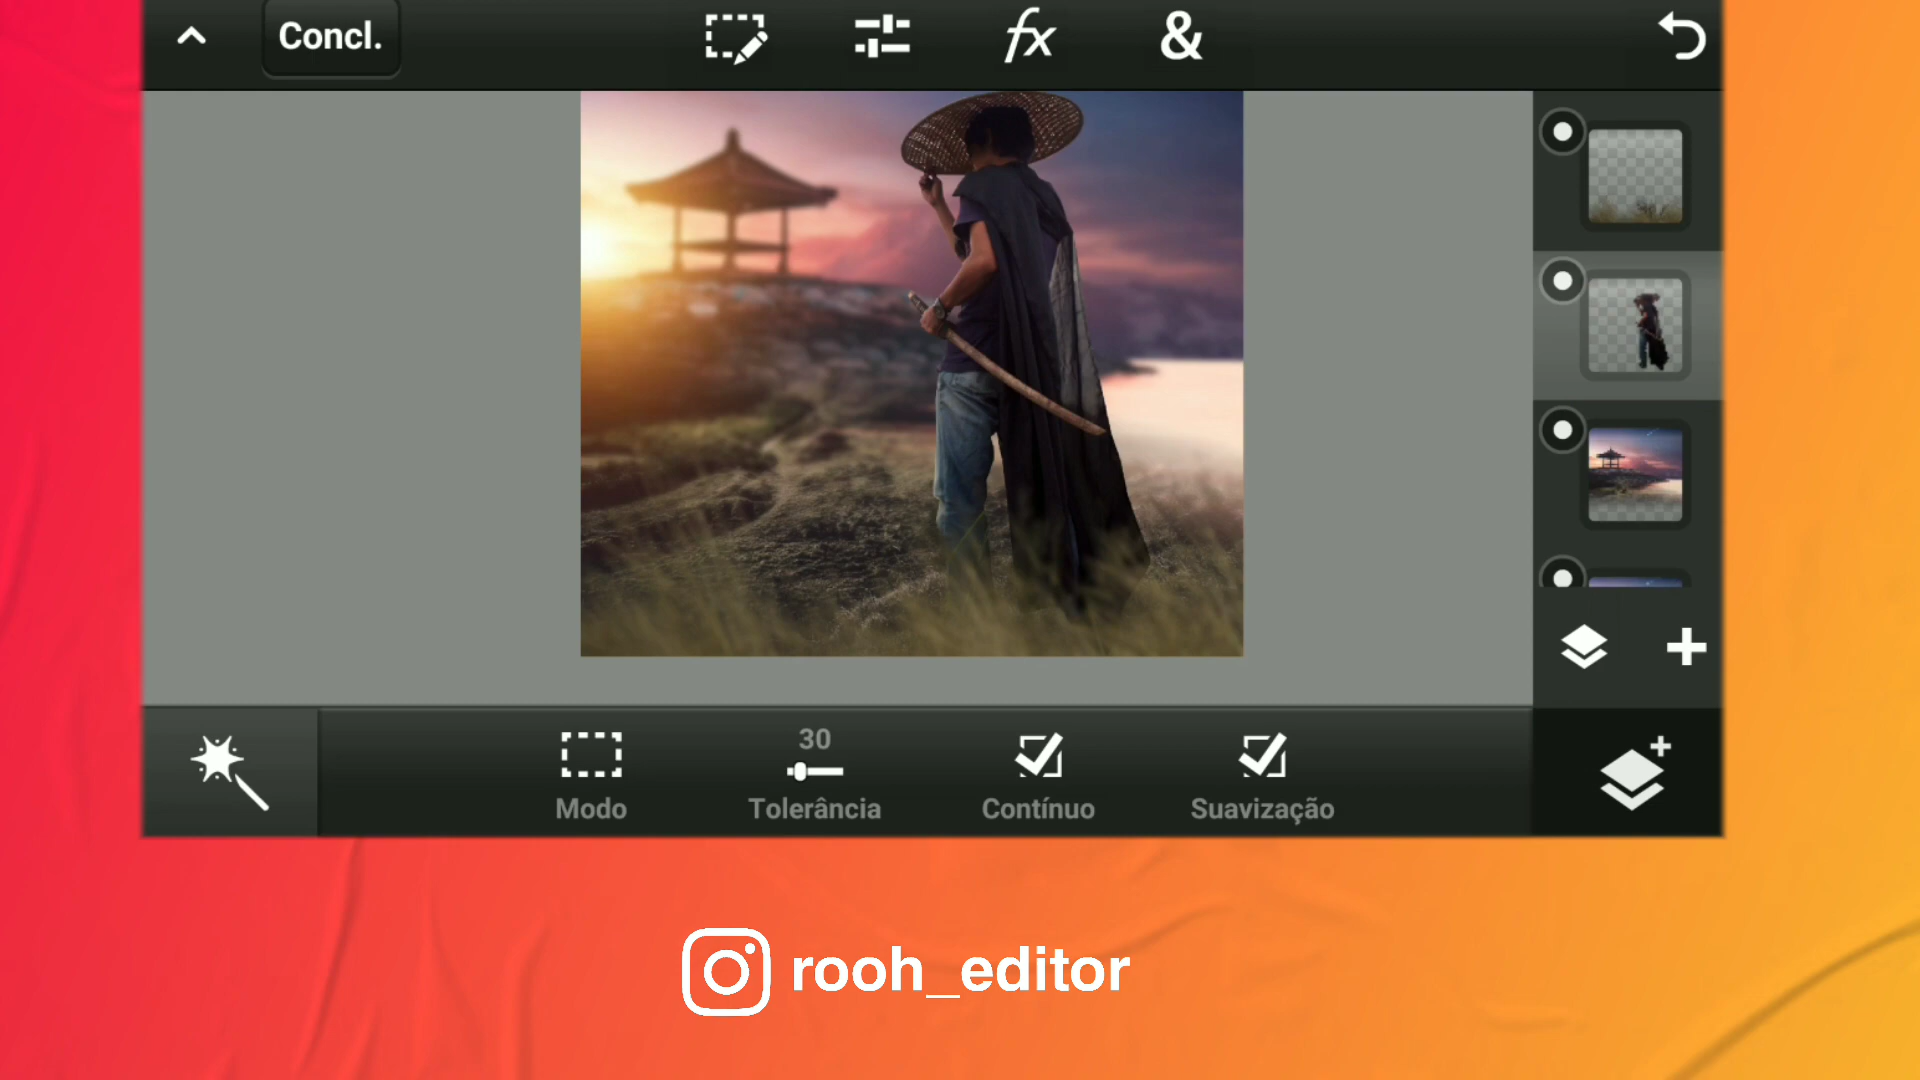 Concl.
fx
&
30
Modo
Tolerância
Contínuo
Suavização
rooh_editor